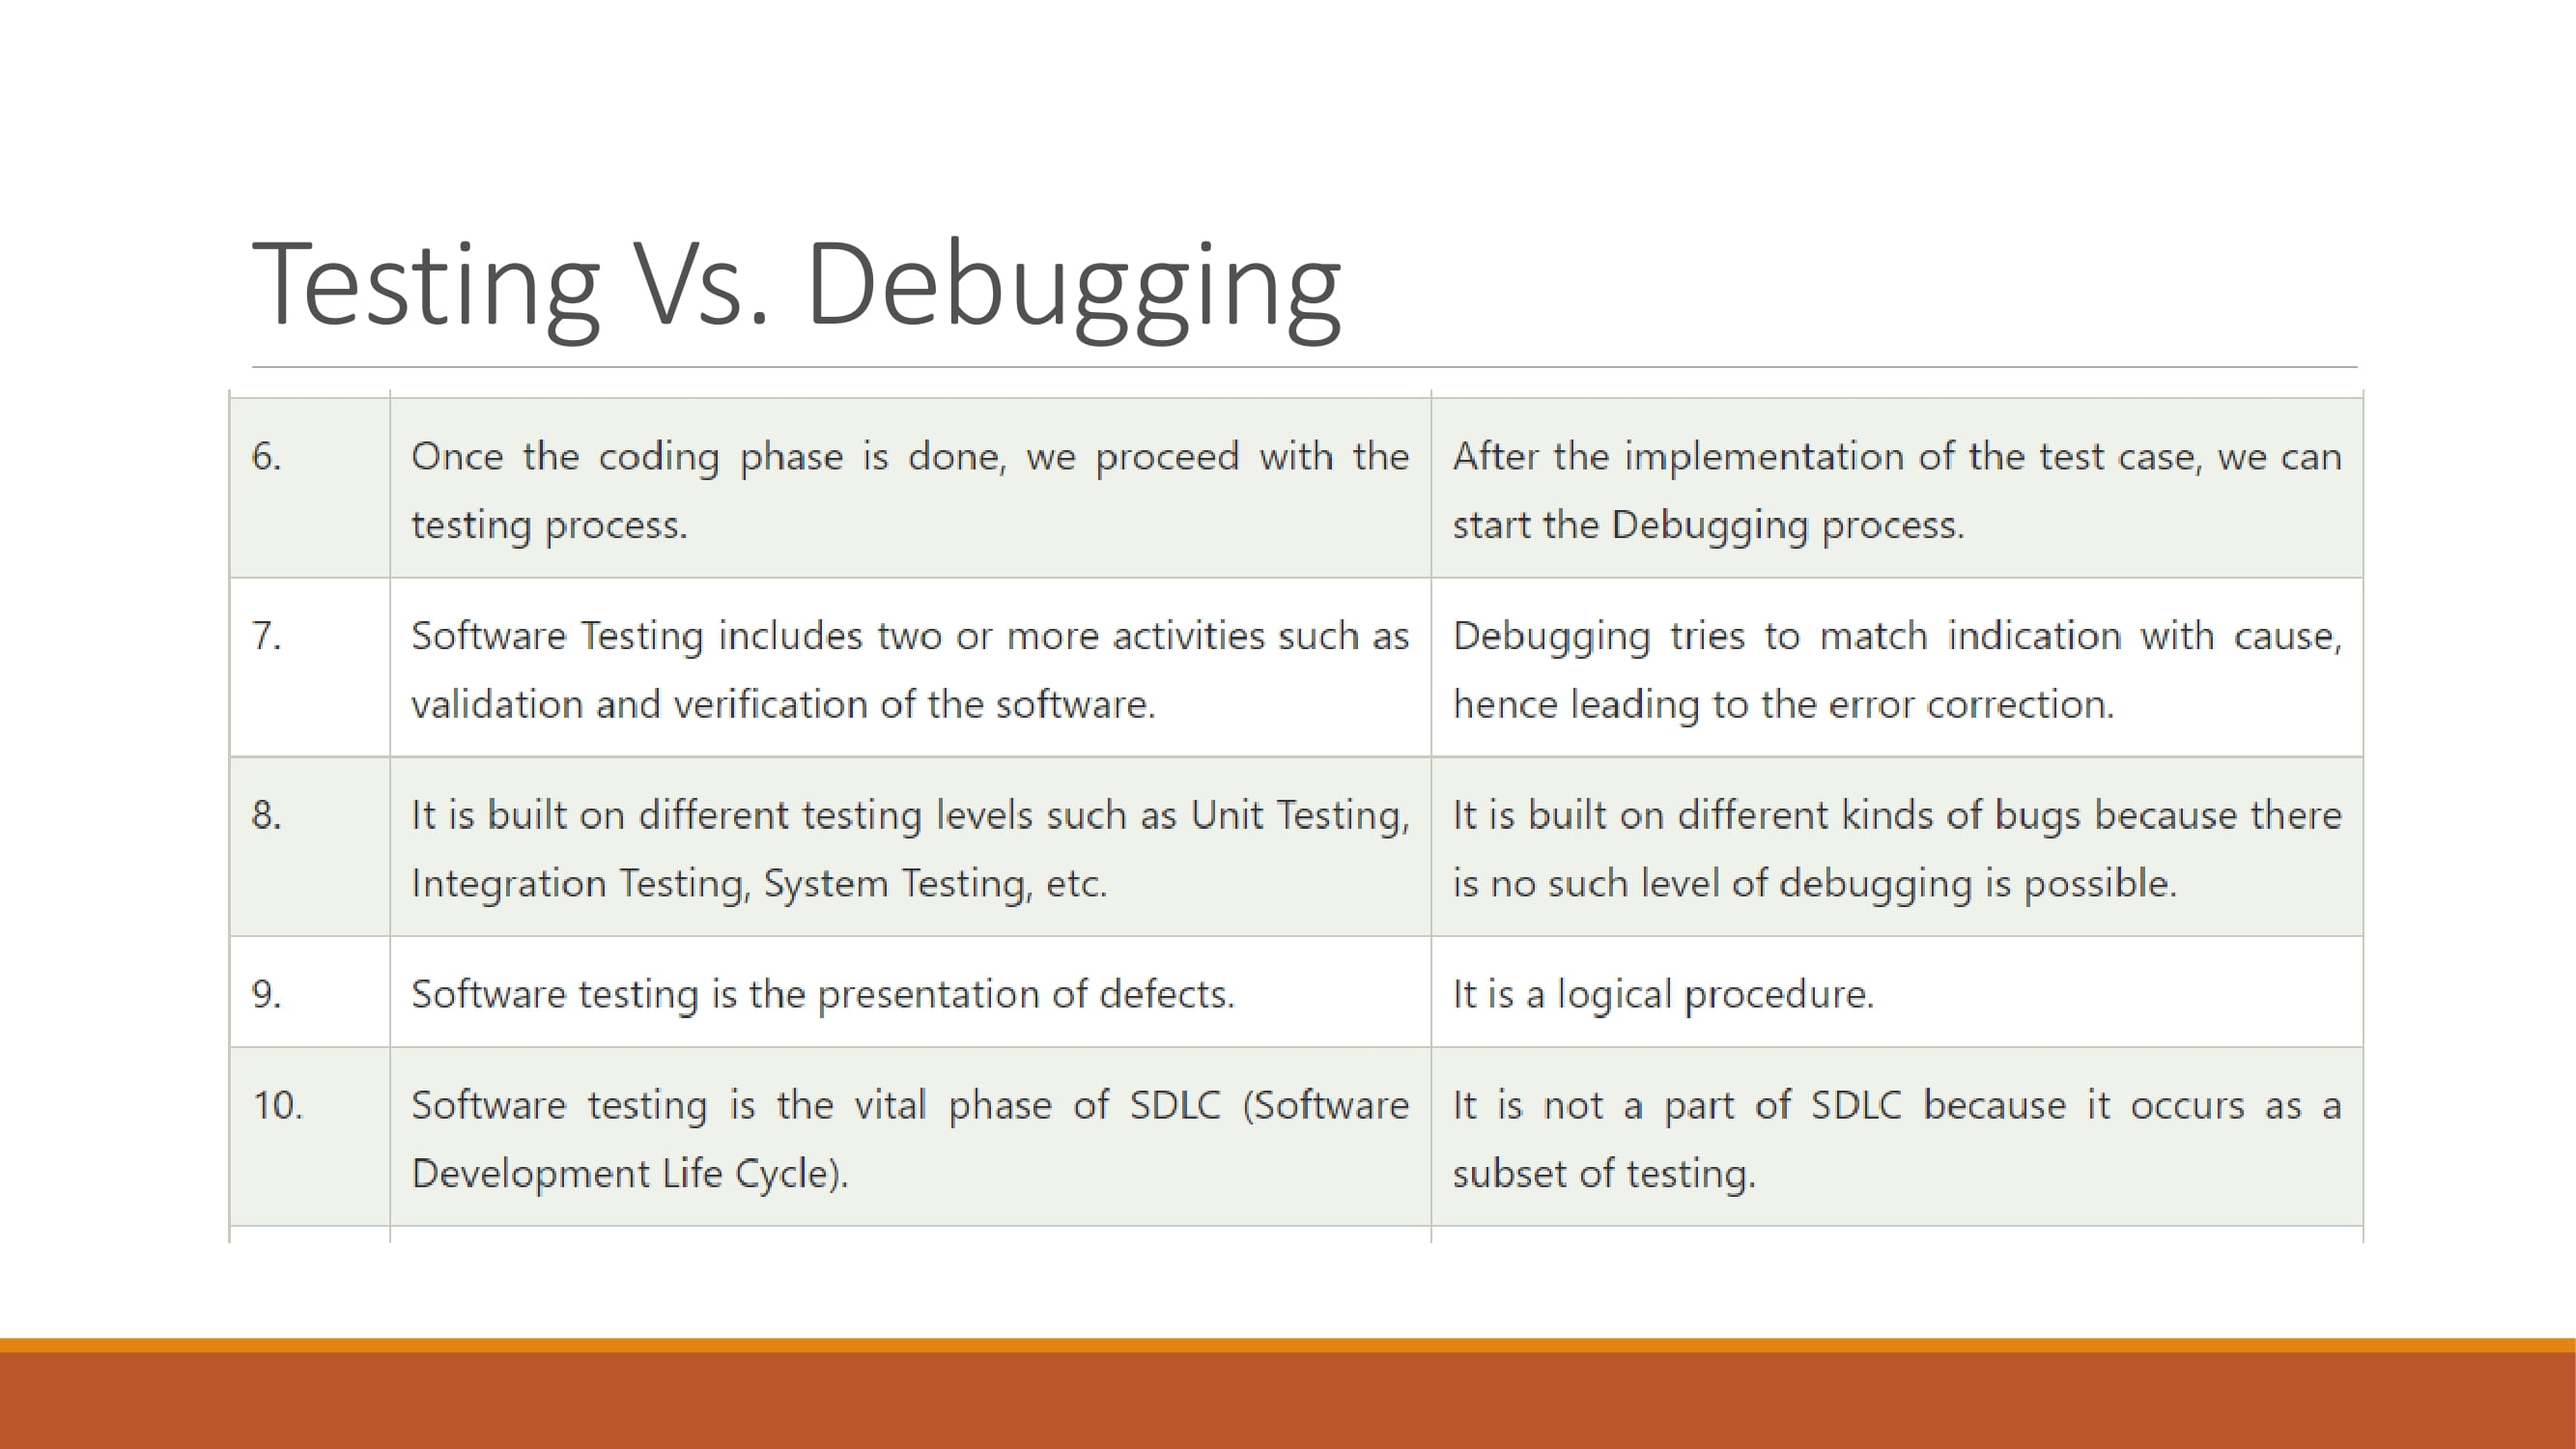 Testing Vs. Debugging
6.
Once the coding phase is done, we proceed with the
testing process.
After the implementation of the test case, we can
start the Debugging process.
7.
Software Testing includes two or more activities such as
validation and verification of the software.
Debugging tries to match indication with cause,
hence leading to the error correction.
8.
It is built on different testing levels such as Unit Testing,
Integration Testing, System Testing, etc.
It is built on different kinds of bugs because there
is no such level of debugging is possible.
9.
Software testing is the presentation of defects.
It is a logical procedure.
10.
Software testing is the vital phase of SDLC (Software
Development Life Cycle).
It is not a part of SDLC because it occurs as a
subset of testing.